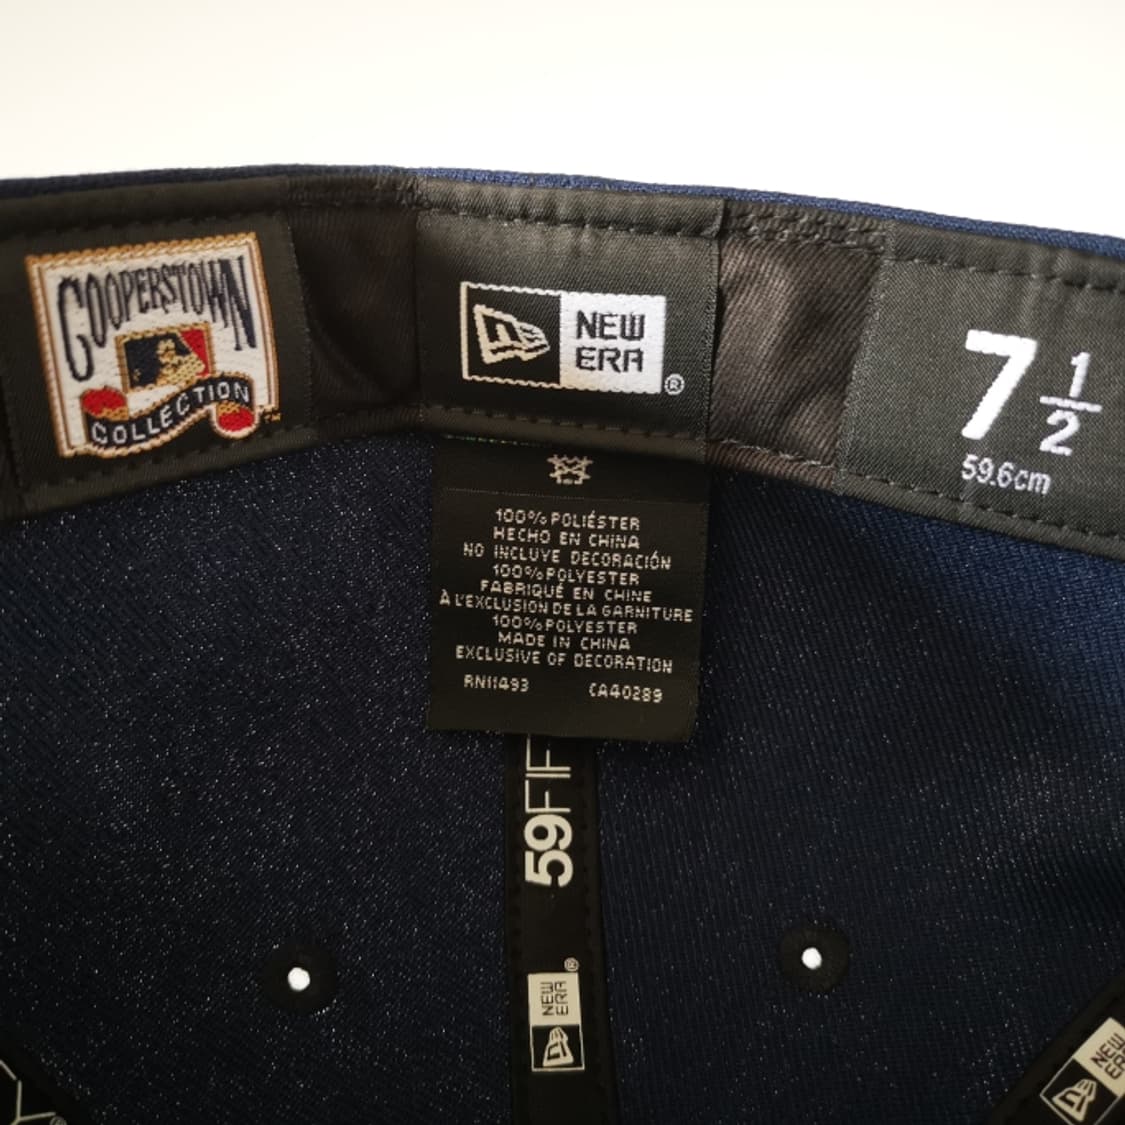 COOPERSTOWN
COLLECTION™
NEW
ERA®
7 1/2
59.6cm
100% POLIÉSTER
HECHO EN CHINA
NO INCLUYE DECORACIÓN
100% POLYESTER
FABRIQUÉ EN CHINE
À L'EXCLUSION DE LA GARNITURE
100% POLYESTER
MADE IN CHINA
EXCLUSIVE OF DECORATION
RN11493 CA40289
59FIF
NEW
ERA®
NEW
ERA